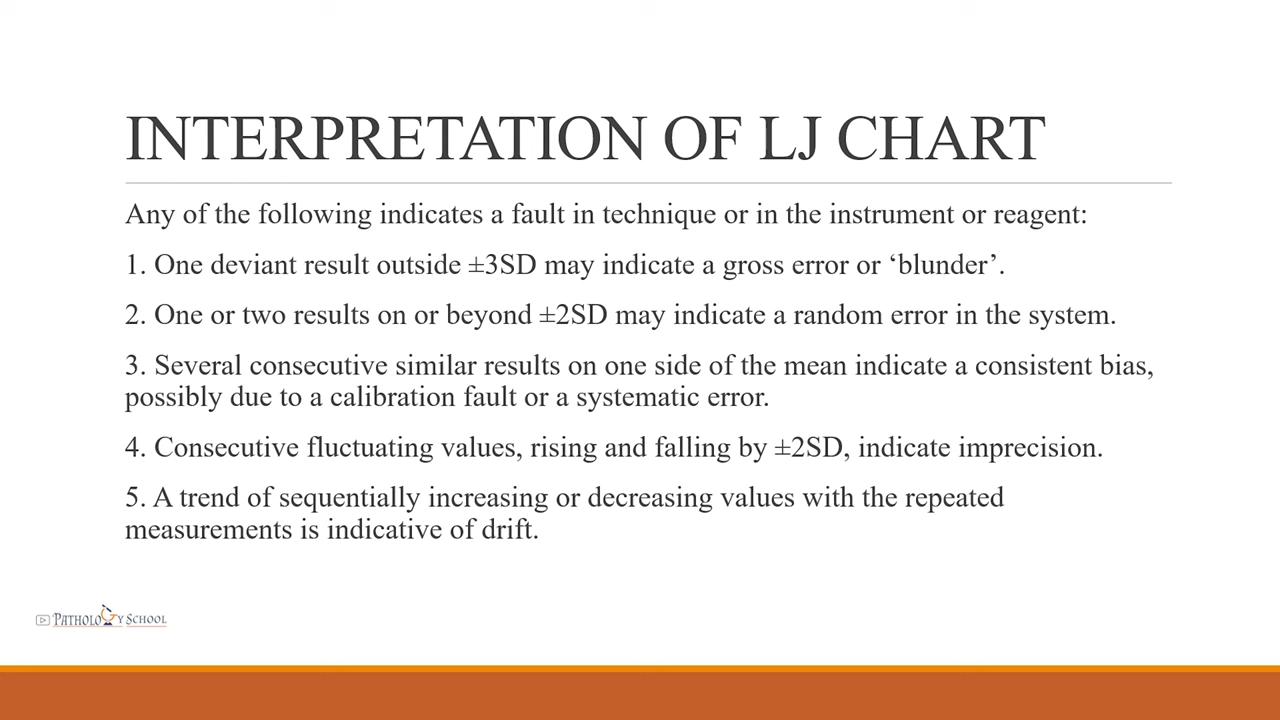 INTERPRETATION OF LJ CHART
Any of the following indicates a fault in technique or in the instrument or reagent:
1. One deviant result outside ±3SD may indicate a gross error or ‘blunder’.
2. One or two results on or beyond ±2SD may indicate a random error in the system.
3. Several consecutive similar results on one side of the mean indicate a consistent bias,
possibly due to a calibration fault or a systematic error.
4. Consecutive fluctuating values, rising and falling by ±2SD, indicate imprecision.
5. A trend of sequentially increasing or decreasing values with the repeated
measurements is indicative of drift.
PATHOLOGY SCHOOL